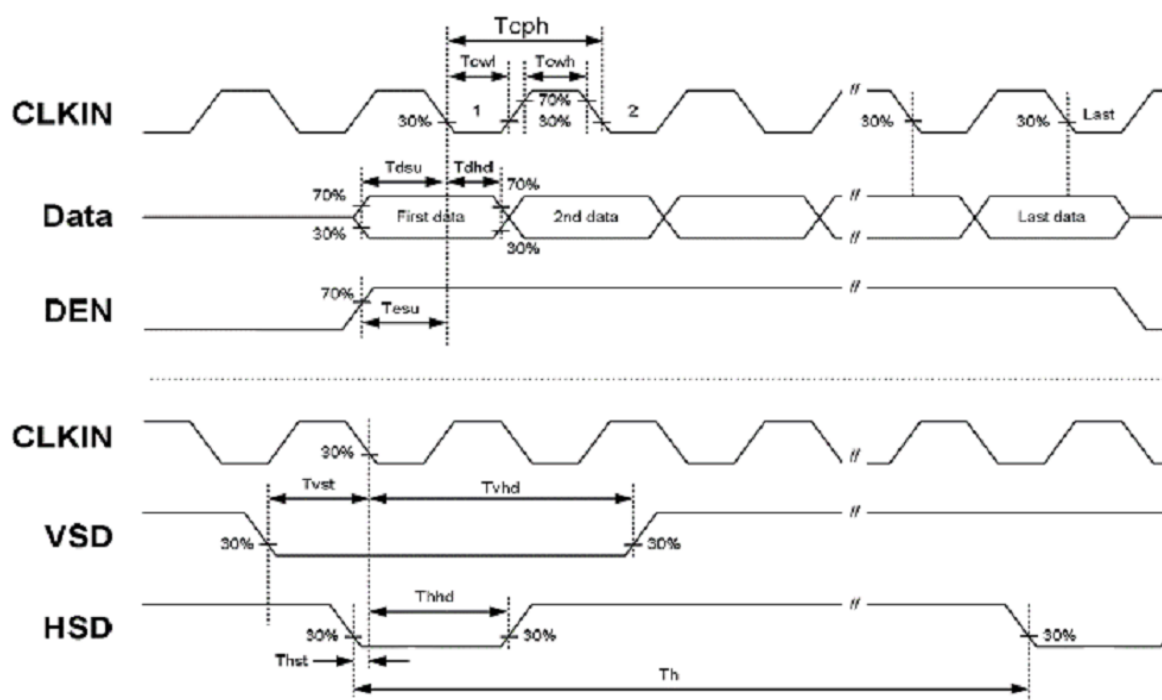 Tcph
Tcwl Tcwh
CLKIN 30% 1 70% 30% 2 // 30% 30% Last
Tdsu Tdhd
70% 70%
Data First data 2nd data // Last data
30% 30%
DEN 70% Tesu //
CLKIN 30% //
Tvst Tvhd
VSD 30% 30% //
Thhd
HSD 30% 30% // 30%
Thst
Th